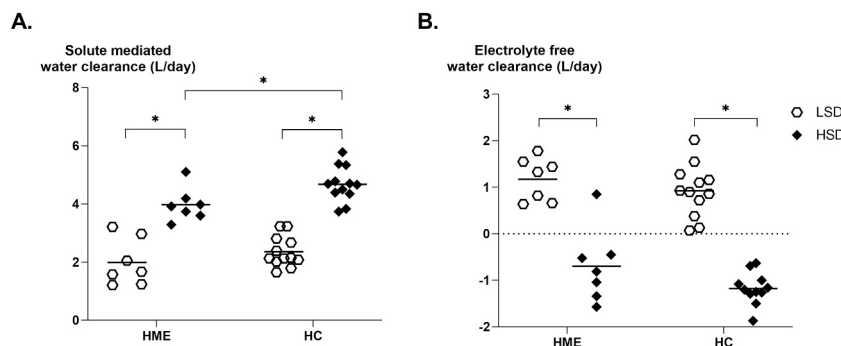 A.
Solute mediated
water clearance (L/day)
8
6
4
2
0
*
*
*
HME
HC
B.
Electrolyte free
water clearance (L/day)
3
2
1
0
-1
-2
*
*
HME
HC
LSD
HSD